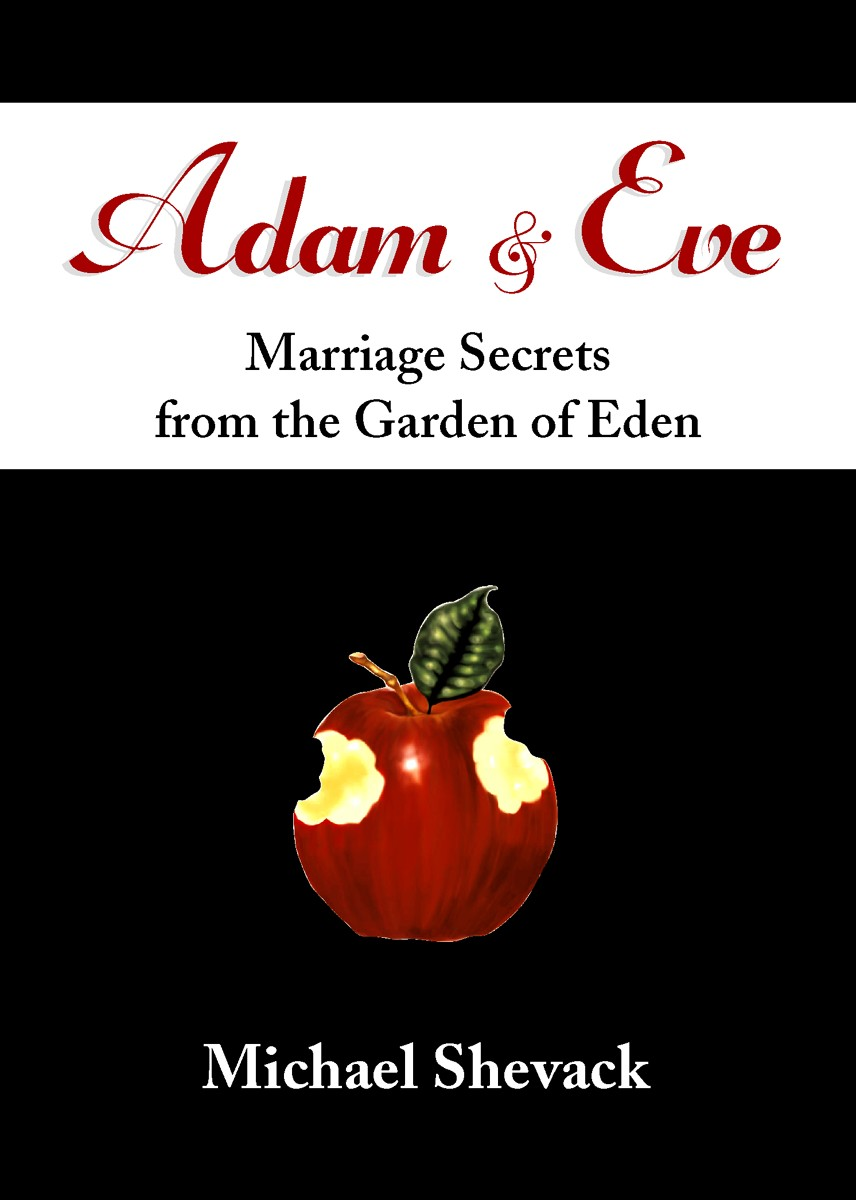 Adam & Eve
Marriage Secrets
from the Garden of Eden
Michael Shevack